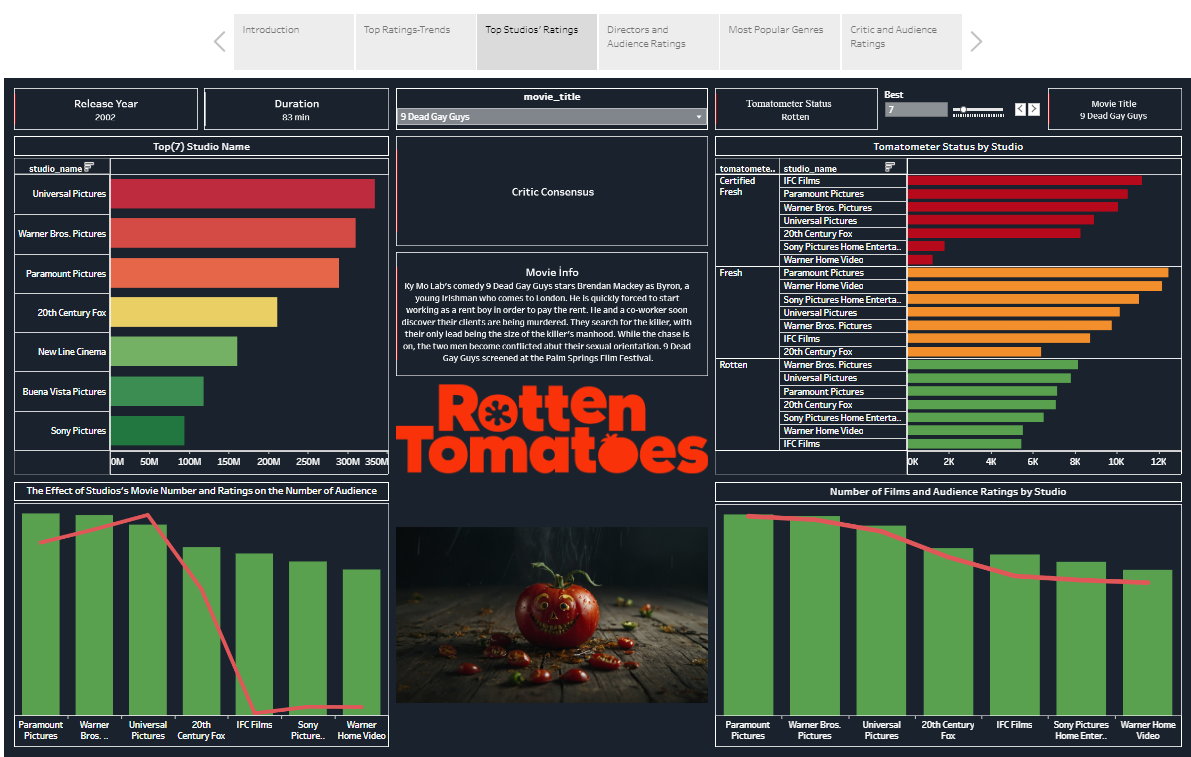 Introduction
Top Ratings-Trends
Top Studios' Ratings
Directors and
Audience Ratings
Most Popular Genres
Critic and Audience
Ratings
Release Year
2002
Duration
83 min
movie_title
9 Dead Gay Guys
Tomatometer Status
Rotten
Best
7
Movie Title
9 Dead Gay Guys
Top(7) Studio Name
studio_name
Universal Pictures
Warner Bros. Pictures
Paramount Pictures
20th Century Fox
New Line Cinema
Buena Vista Pictures
Sony Pictures
0M 50M 100M 150M 200M 250M 300M 350M
Critic Consensus
Movie İnfo
Ky Mo Lab's comedy 9 Dead Gay Guys stars Brendan Mackey as Byron, a
young Irishman who comes to London. He is quickly forced to start
working as a rent boy in order to pay the rent. He and a co-worker soon
discover their clients are being murdered. They search for the killer, with
their only lead being the size of the killer's manhood. While the chase is
on, the two men become conflicted abut their sexual orientation. 9 Dead
Gay Guys screened at the Palm Springs Film Festival.
Rotten
Tomatoes
Tomatometer Status by Studio
tomatomete.. studio_name
Certified
Fresh
IFC Films
Paramount Pictures
Warner Bros. Pictures
Universal Pictures
20th Century Fox
Sony Pictures Home Enterta..
Warner Home Video
Fresh
Paramount Pictures
Warner Home Video
Sony Pictures Home Enterta..
Universal Pictures
Warner Bros. Pictures
IFC Films
20th Century Fox
Rotten
Warner Bros. Pictures
Universal Pictures
Paramount Pictures
20th Century Fox
Sony Pictures Home Enterta..
Warner Home Video
IFC Films
0K 2K 4K 6K 8K 10K 12K
The Effect of Studios's Movie Number and Ratings on the Number of Audience
Paramount
Pictures
Warner
Bros. ..
Universal
Pictures
20th
Century Fox
IFC Films
Sony
Picture..
Warner
Home Video
Number of Films and Audience Ratings by Studio
Paramount
Pictures
Warner Bros.
Pictures
Universal
Pictures
20th Century
Fox
IFC Films
Sony Pictures
Home Enter..
Warner Home
Video